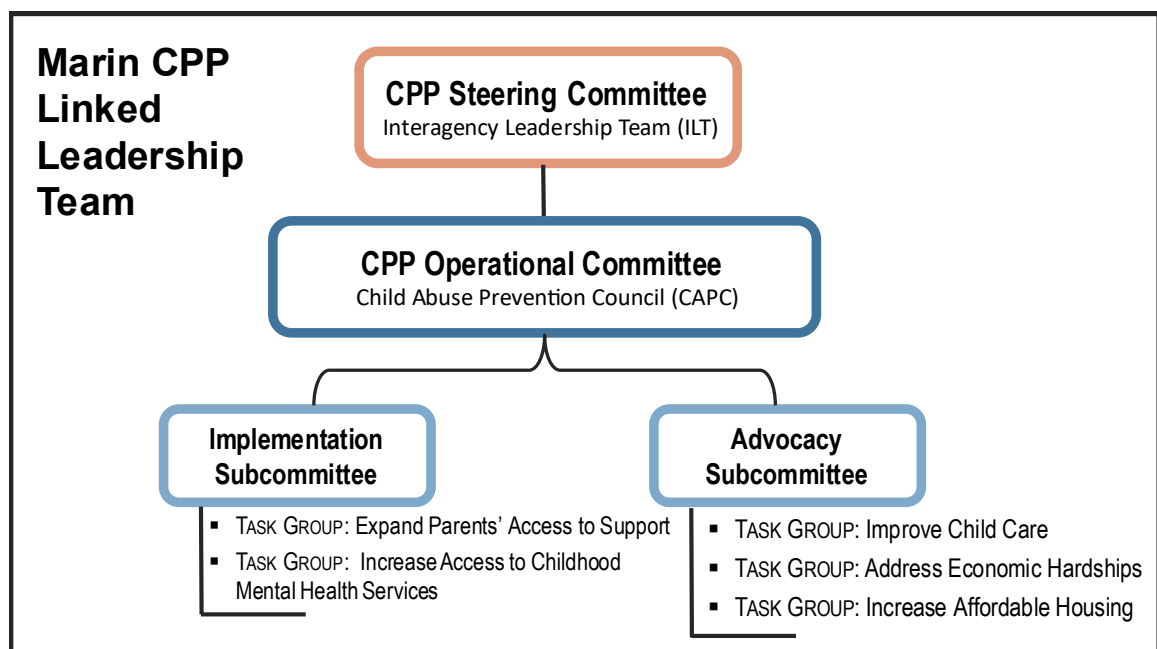 Marin CPP
Linked
Leadership
Team
CPP Steering Committee
Interagency Leadership Team (ILT)
CPP Operational Committee
Child Abuse Prevention Council (CAPC)
Implementation
Subcommittee
▪ TASK GROUP: Expand Parents’ Access to Support
▪ TASK GROUP: Increase Access to Childhood
Mental Health Services
Advocacy
Subcommittee
▪ TASK GROUP: Improve Child Care
▪ TASK GROUP: Address Economic Hardships
▪ TASK GROUP: Increase Affordable Housing